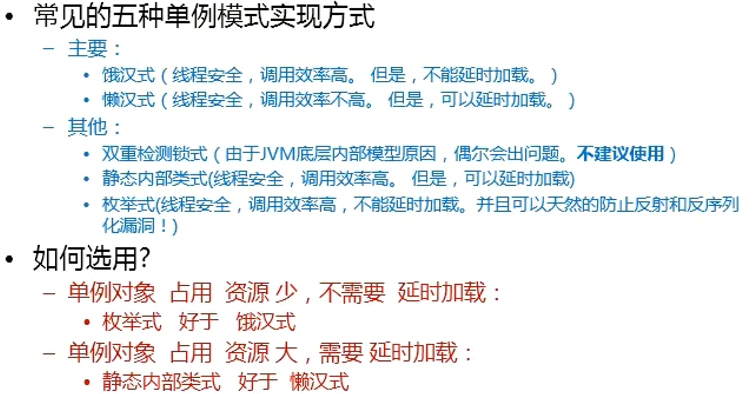 • 常见的五种单例模式实现方式
– 主要：
• 饿汉式（线程安全，调用效率高。 但是，不能延时加载。）
• 懒汉式（线程安全，调用效率不高。 但是，可以延时加载。）
– 其他：
• 双重检测锁式（由于JVM底层内部模型原因，偶尔会出问题。不建议使用）
• 静态内部类式(线程安全，调用效率高。 但是，可以延时加载)
• 枚举式(线程安全，调用效率高，不能延时加载。并且可以天然的防止反射和反序列
化漏洞！)
• 如何选用?
– 单例对象 占用 资源 少，不需要 延时加载：
• 枚举式 好于 饿汉式
– 单例对象 占用 资源 大，需要 延时加载：
• 静态内部类式 好于 懒汉式